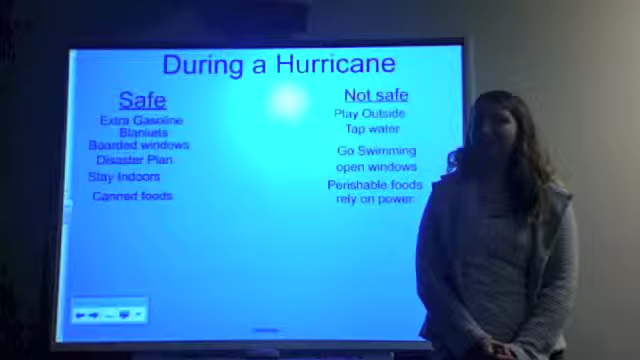 During a Hurricane
Safe
Extra Gasoline
Blankets
Boarded windows
Disaster Plan
Stay Indoors
Canned foods
Not safe
Play Outside
Tap water
Go Swimming
open windows
Perishable foods
rely on power